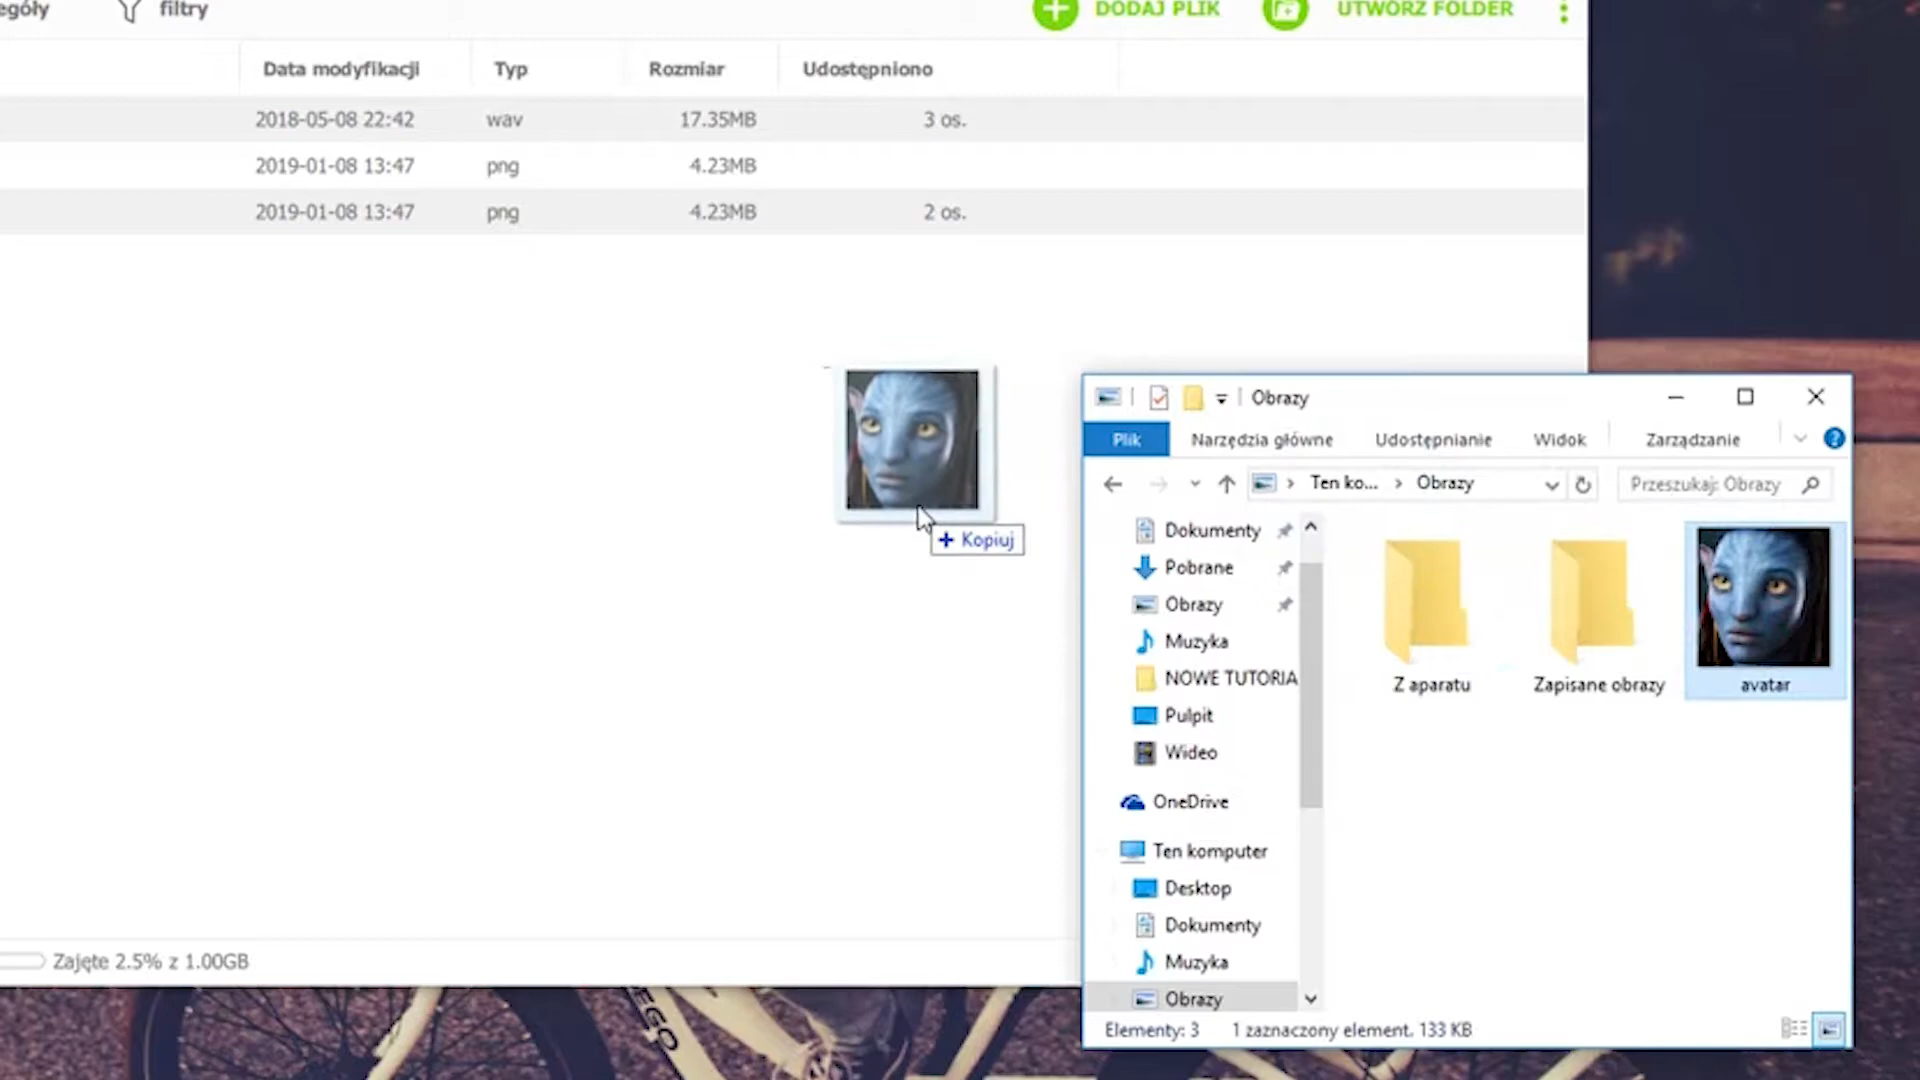 egóły filtry DODAJ PLIK UTWÓRZ FOLDER
Data modyfikacji Typ Rozmiar Udostępniono
2018-05-08 22:42 wav 17.35MB 3 os.
2019-01-08 13:47 png 4.23MB
2019-01-08 13:47 png 4.23MB 2 os.
+ Kopiuj
Zajęte 2.5% z 1.00GB
Obrazy
Plik Narzędzia główne Udostępnianie Widok Zarządzanie
Ten ko... Obrazy Przeszukaj: Obrazy
Dokumenty
Pobrane
Obrazy
Muzyka
NOWE TUTORIA
Pulpit
Wideo
OneDrive
Ten komputer
Desktop
Dokumenty
Muzyka
Obrazy
Z aparatu
Zapisane obrazy
avatar
Elementy: 3 1 zaznaczony element. 133 KB
EGO